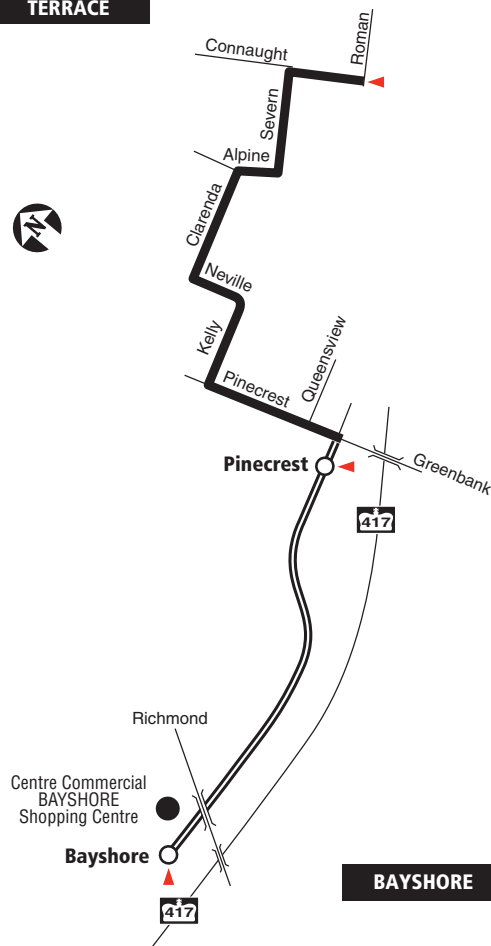 TERRACE
Roman
Connaught
Severn
Alpine
Clarenda
N
Neville
Kelly
Queensview
Pinecrest
Pinecrest
Greenbank
417
Richmond
Centre Commercial
BAYSHORE
Shopping Centre
Bayshore
BAYSHORE
417